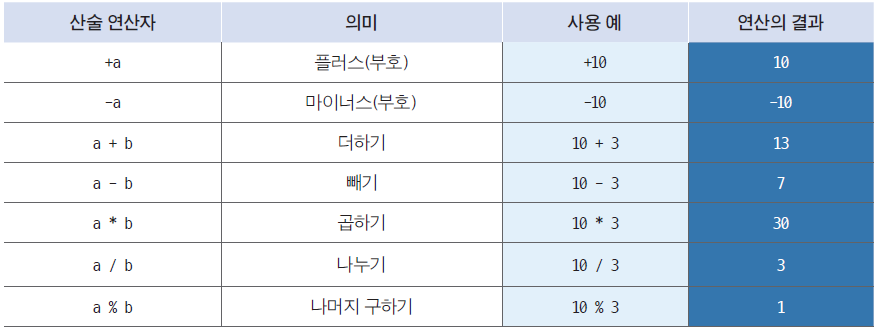 산술 연산자 의미 사용 예 연산의 결과
+a 플러스(부호) +10 10
-a 마이너스(부호) -10 -10
a + b 더하기 10 + 3 13
a - b 빼기 10 - 3 7
a * b 곱하기 10 * 3 30
a / b 나누기 10 / 3 3
a % b 나머지 구하기 10 % 3 1